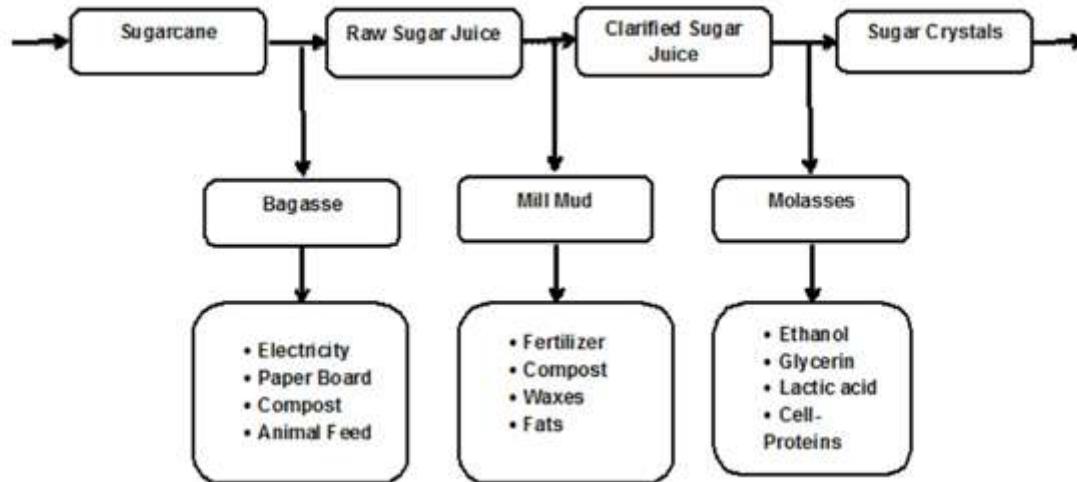 Sugarcane
Raw Sugar Juice
Clarified Sugar
Juice
Sugar Crystals
Bagasse
Mill Mud
Molasses
• Electricity
• Paper Board
• Compost
• Animal Feed
• Fertilizer
• Compost
• Waxes
• Fats
• Ethanol
• Glycerin
• Lactic acid
• Cell-
Proteins